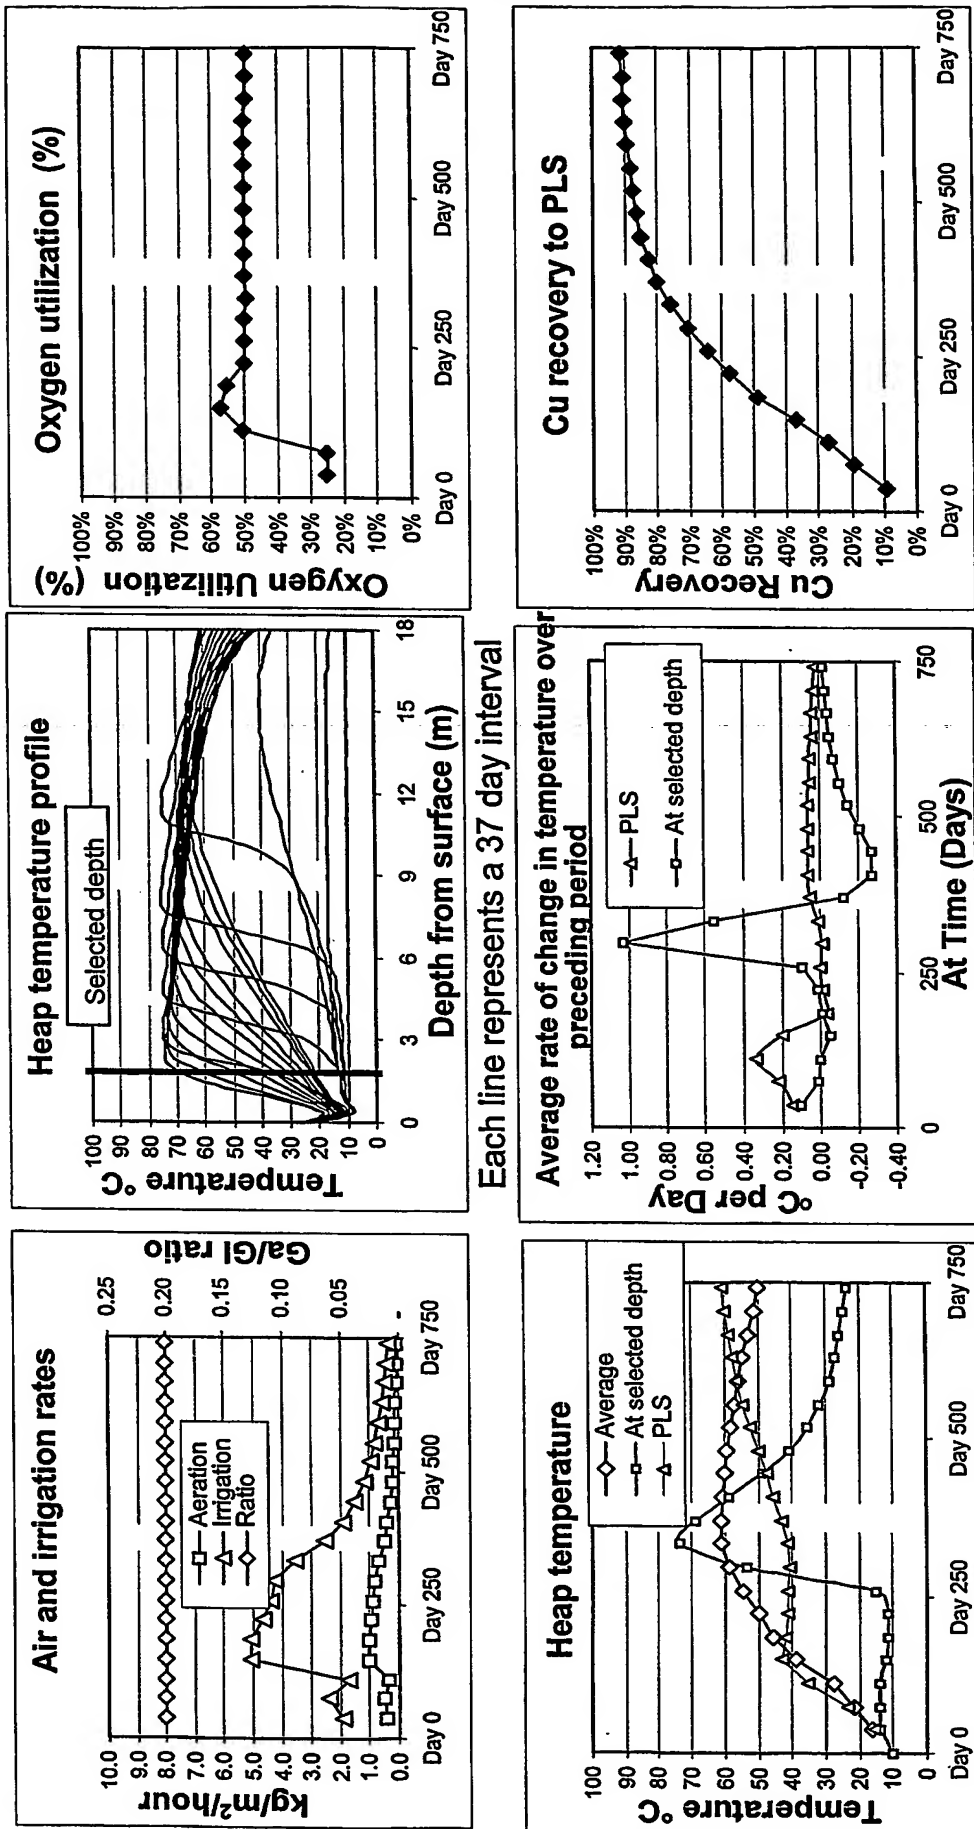 Air and irrigation rates
kg/m²/hour
10.0
9.0
8.0
7.0
6.0
5.0
4.0
3.0
2.0
1.0
0.0
Aeration
Irrigation
Ratio
Ga/Gl ratio
0.25
0.20
0.15
0.10
0.05
-
Day 0
Day 250
Day 500
Day 750
Heap temperature profile
Temperature °C
100
90
80
70
60
50
40
30
20
10
0
Selected depth
0
3
6
9
12
15
18
Depth from surface (m)
Each line represents a 37 day interval
Oxygen utilization (%)
Oxygen Utilization
(%)
100%
90%
80%
70%
60%
50%
40%
30%
20%
10%
0%
Day 0
Day 250
Day 500
Day 750
Heap temperature
Temperature °C
100
90
80
70
60
50
40
30
20
10
0
Average
At selected depth
PLS
Day 0
Day 250
Day 500
Day 750
Average rate of change in temperature over
preceding period
°C per Day
1.20
1.00
0.80
0.60
0.40
0.20
0.00
-0.20
-0.40
PLS
At selected depth
0
250
500
750
At Time (Days)
Cu recovery to PLS
Cu Recovery
100%
90%
80%
70%
60%
50%
40%
30%
20%
10%
0%
Day 0
Day 250
Day 500
Day 750